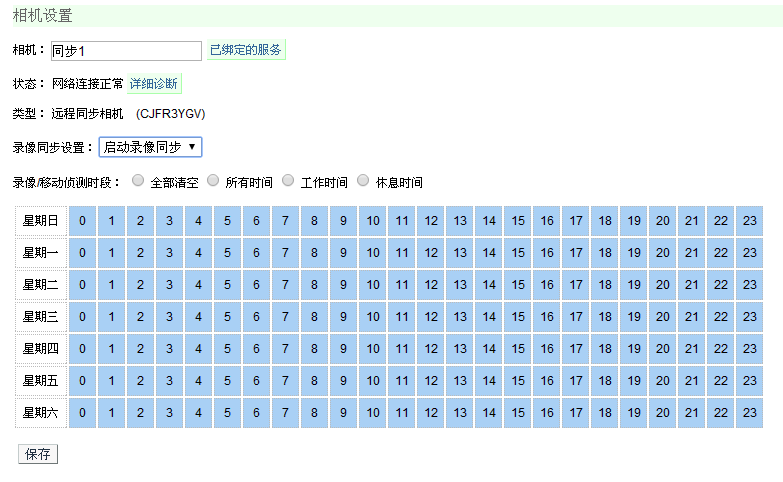 相机设置
相机： 同步1 已绑定的服务
状态： 网络连接正常 详细诊断
类型： 远程同步相机 (CJFR3YGV)
录像同步设置： 启动录像同步
录像/移动侦测时段： 全部清空 所有时间 工作时间 休息时间
星期日 0 1 2 3 4 5 6 7 8 9 10 11 12 13 14 15 16 17 18 19 20 21 22 23
星期一 0 1 2 3 4 5 6 7 8 9 10 11 12 13 14 15 16 17 18 19 20 21 22 23
星期二 0 1 2 3 4 5 6 7 8 9 10 11 12 13 14 15 16 17 18 19 20 21 22 23
星期三 0 1 2 3 4 5 6 7 8 9 10 11 12 13 14 15 16 17 18 19 20 21 22 23
星期四 0 1 2 3 4 5 6 7 8 9 10 11 12 13 14 15 16 17 18 19 20 21 22 23
星期五 0 1 2 3 4 5 6 7 8 9 10 11 12 13 14 15 16 17 18 19 20 21 22 23
星期六 0 1 2 3 4 5 6 7 8 9 10 11 12 13 14 15 16 17 18 19 20 21 22 23
保存